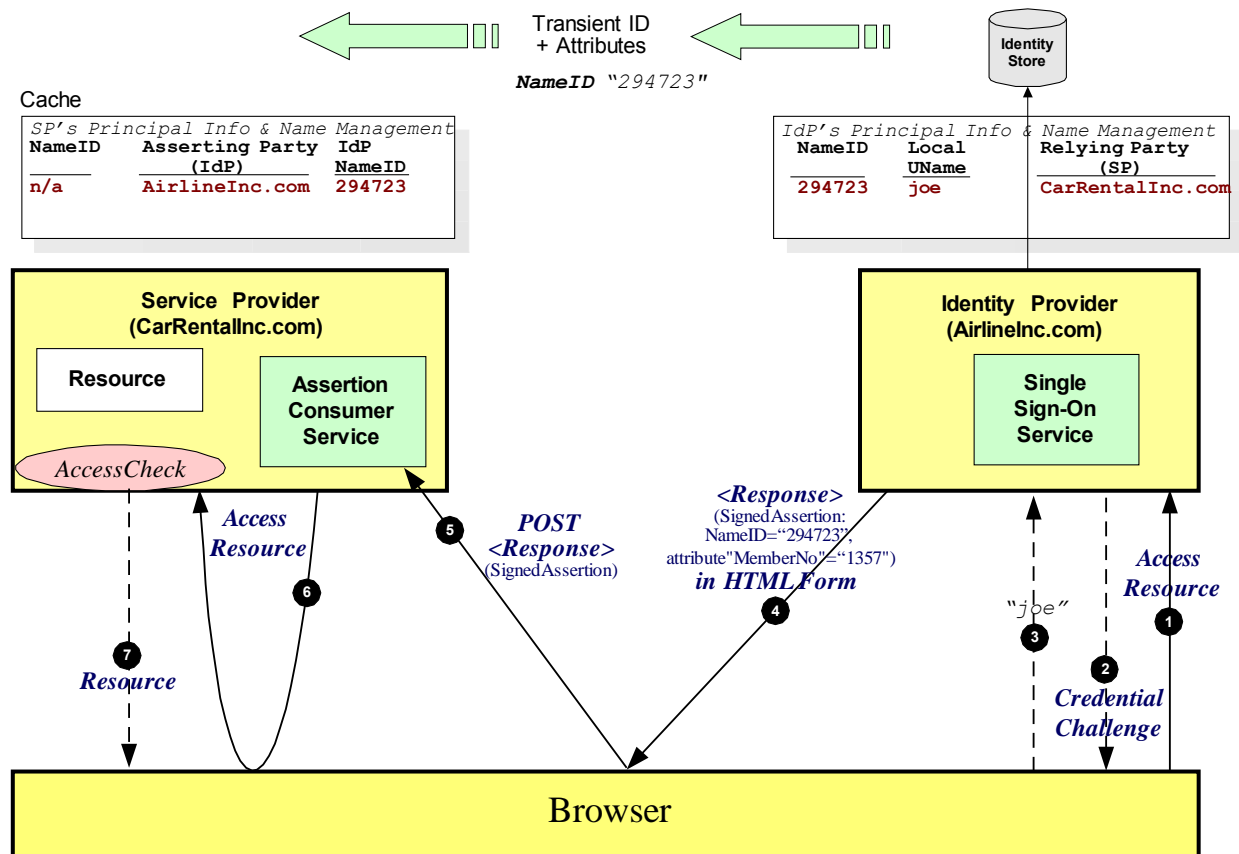 Transient ID
+ Attributes
NameID “294723"
Identity
Store
Cache
SP's Principal Info & Name Management
NameID Asserting Party IdP
(IdP) NameID
n/a AirlineInc.com 294723
IdP's Principal Info & Name Management
NameID Local Relying Party
UName (SP)
294723 joe CarRentalInc.com
Service Provider
(CarRentalInc.com)
Resource
Assertion
Consumer
Service
AccessCheck
Identity Provider
(AirlineInc.com)
Single
Sign-On
Service
Access
Resource
6
7
Resource
5
POST
<Response>
(SignedAssertion)
<Response>
(SignedAssertion:
NameID=“294723”,
attribute"MemberNo"=“1357")
in HTML Form
4
“joe”
3
2
Credential
Challenge
Access
Resource
1
Browser